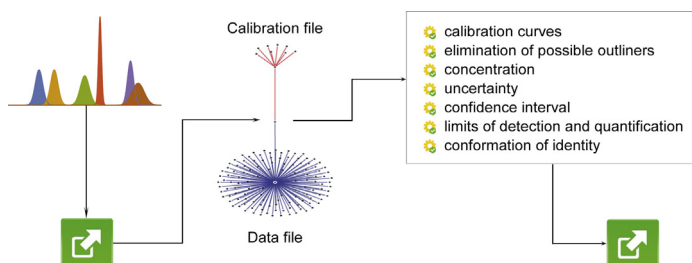 Calibration file
Data file
calibration curves
elimination of possible outliners
concentration
uncertainty
confidence interval
limits of detection and quantification
conformation of identity